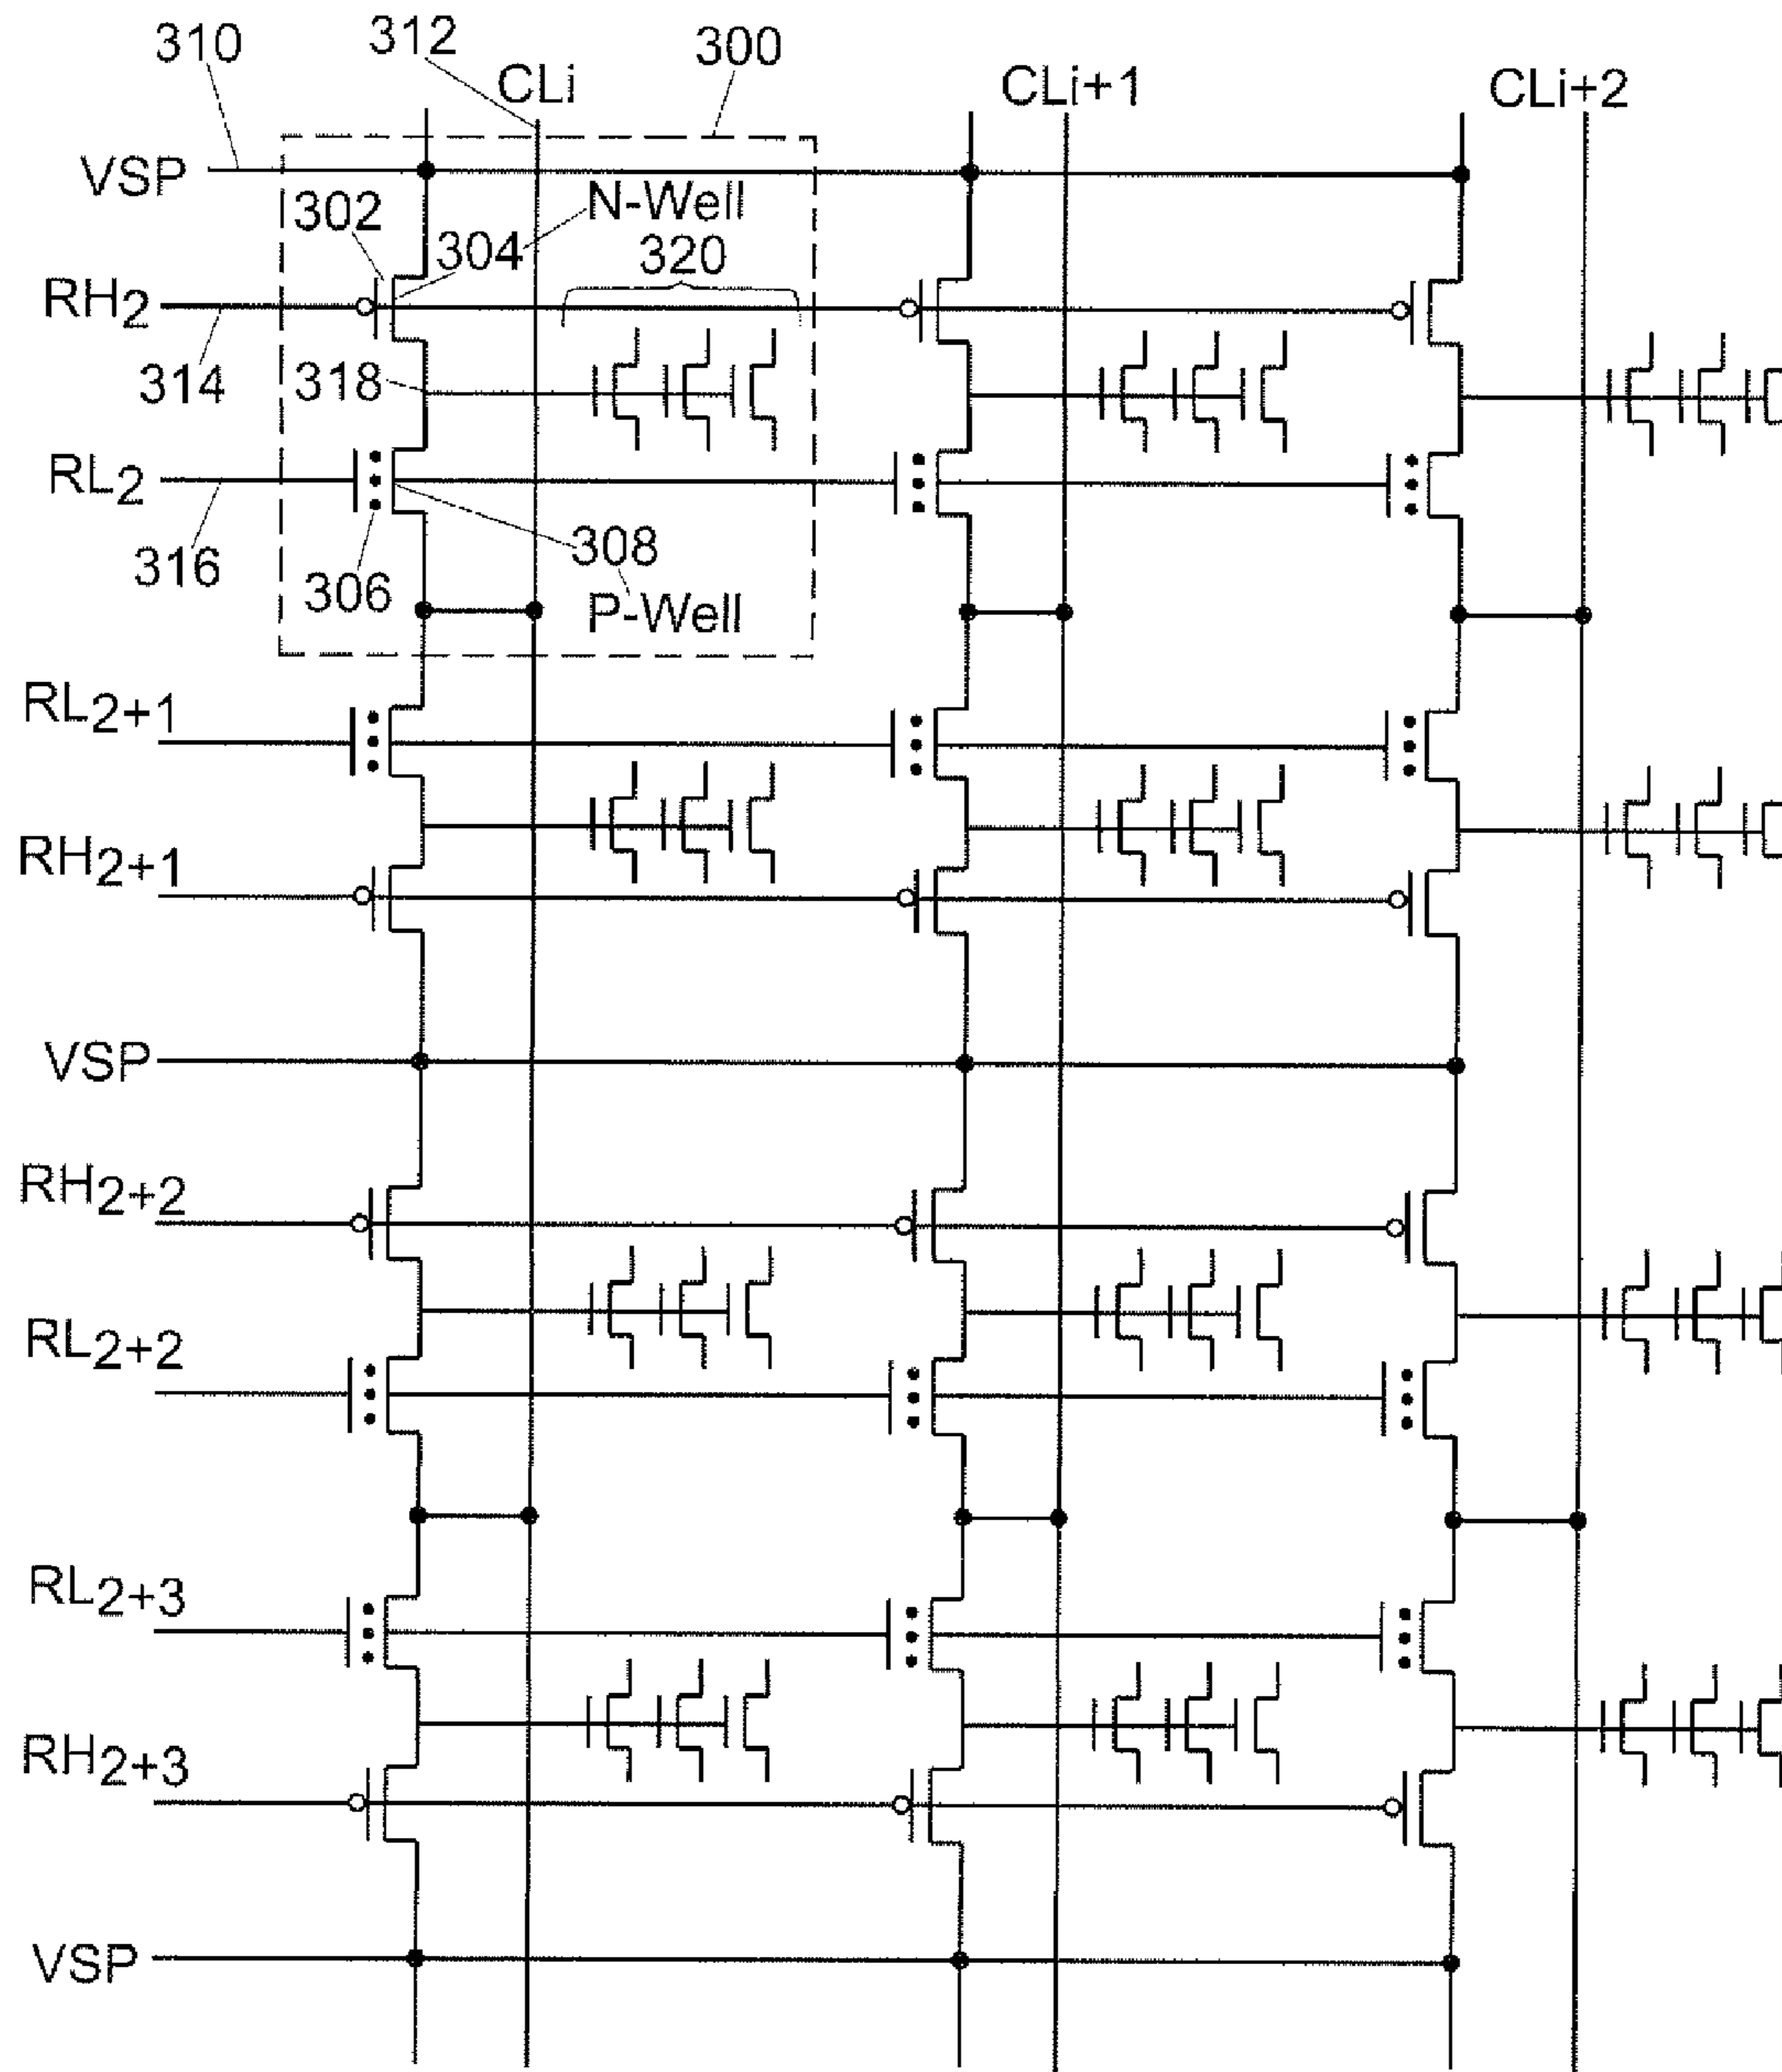 310 312 300
CLi CLi+1 CLi+2
VSP
302 N-Well
304
320
RH2
314 318
RL2
316 306 308
P-Well
RL2+1
RH2+1
VSP
RH2+2
RL2+2
RL2+3
RH2+3
VSP